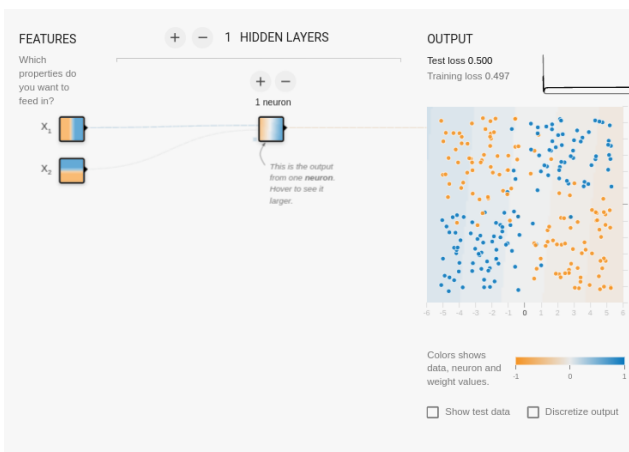 FEATURES
Which
properties do
you want to
feed in?
X1
X2
+ − 1 HIDDEN LAYERS
+ −
1 neuron
This is the output
from one neuron.
Hover to see it
larger.
OUTPUT
Test loss 0.500
Training loss 0.497
-6 -5 -4 -3 -2 -1 0 1 2 3 4 5 6
Colors shows
data, neuron and
weight values.
-1 0 1
Show test data
Discretize output